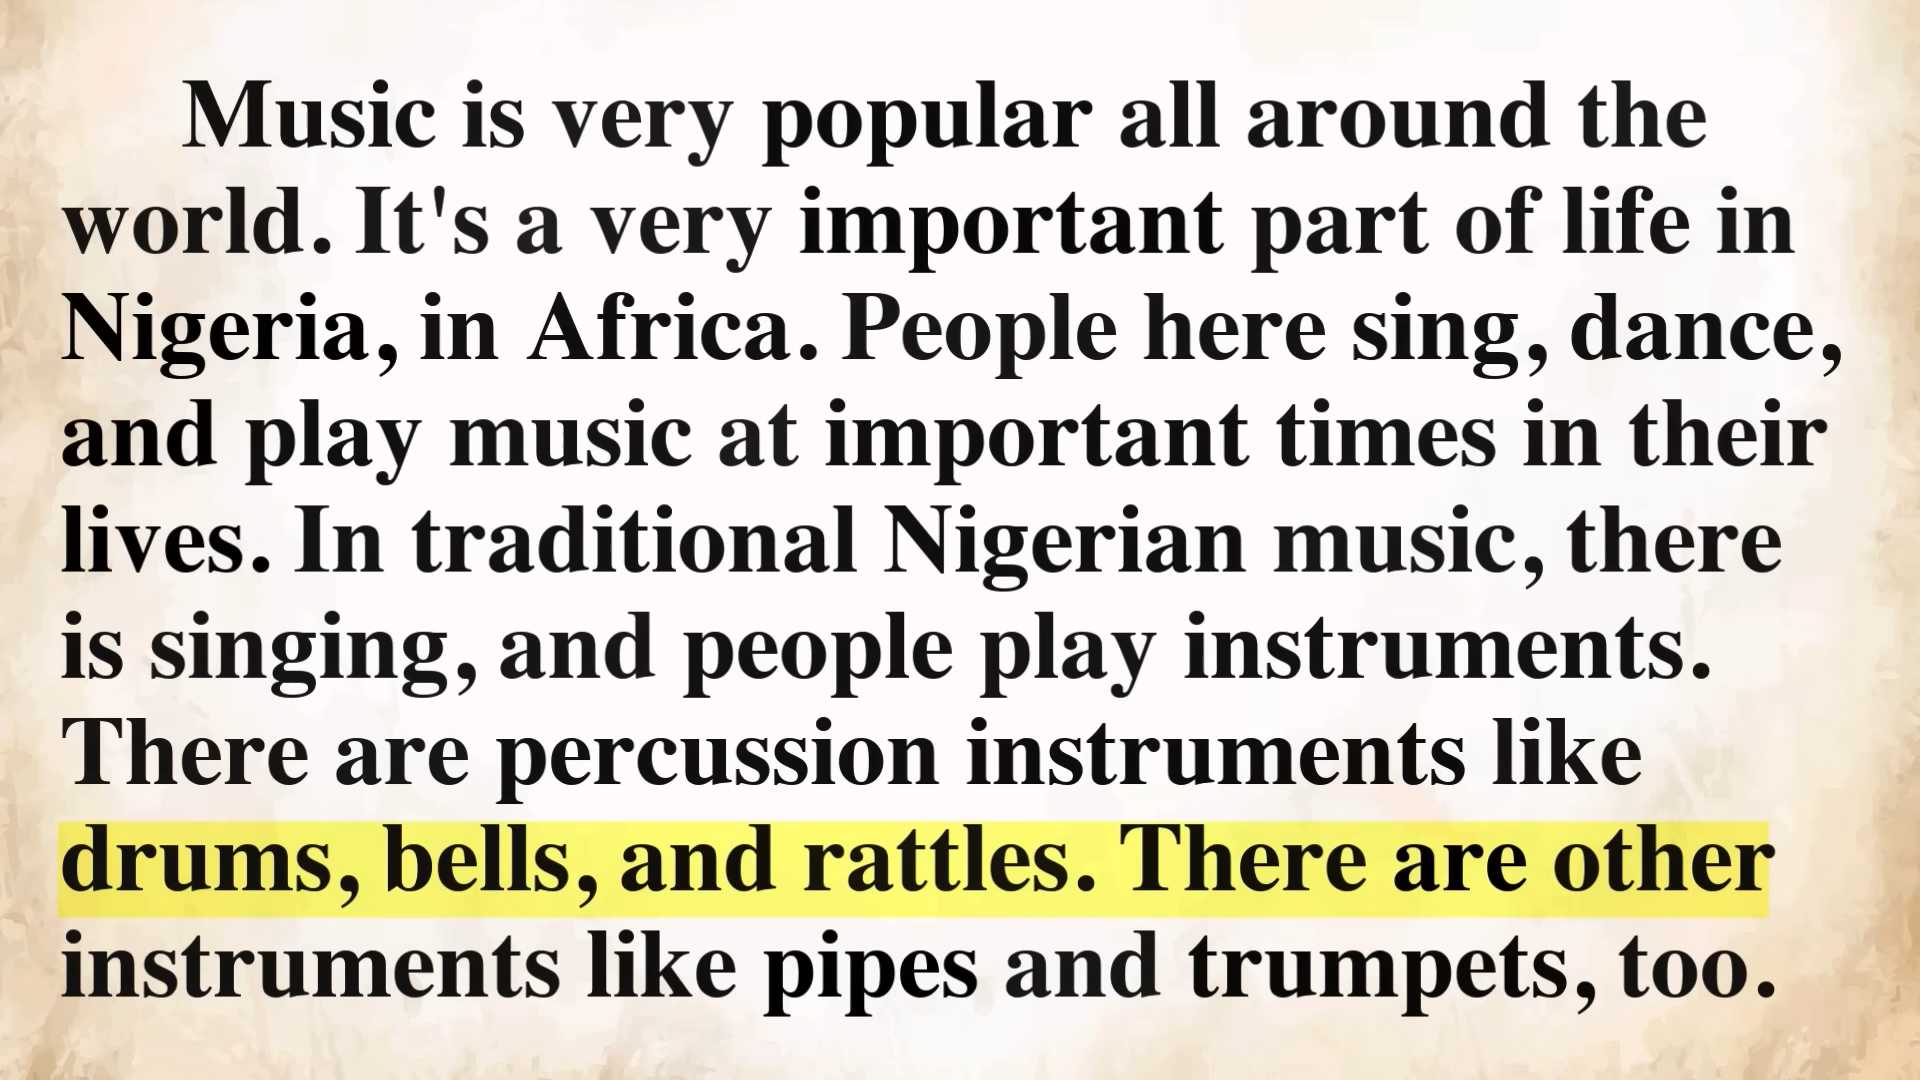 Music is very popular all around the
world. It's a very important part of life in
Nigeria, in Africa. People here sing, dance,
and play music at important times in their
lives. In traditional Nigerian music, there
is singing, and people play instruments.
There are percussion instruments like
drums, bells, and rattles. There are other
instruments like pipes and trumpets, too.